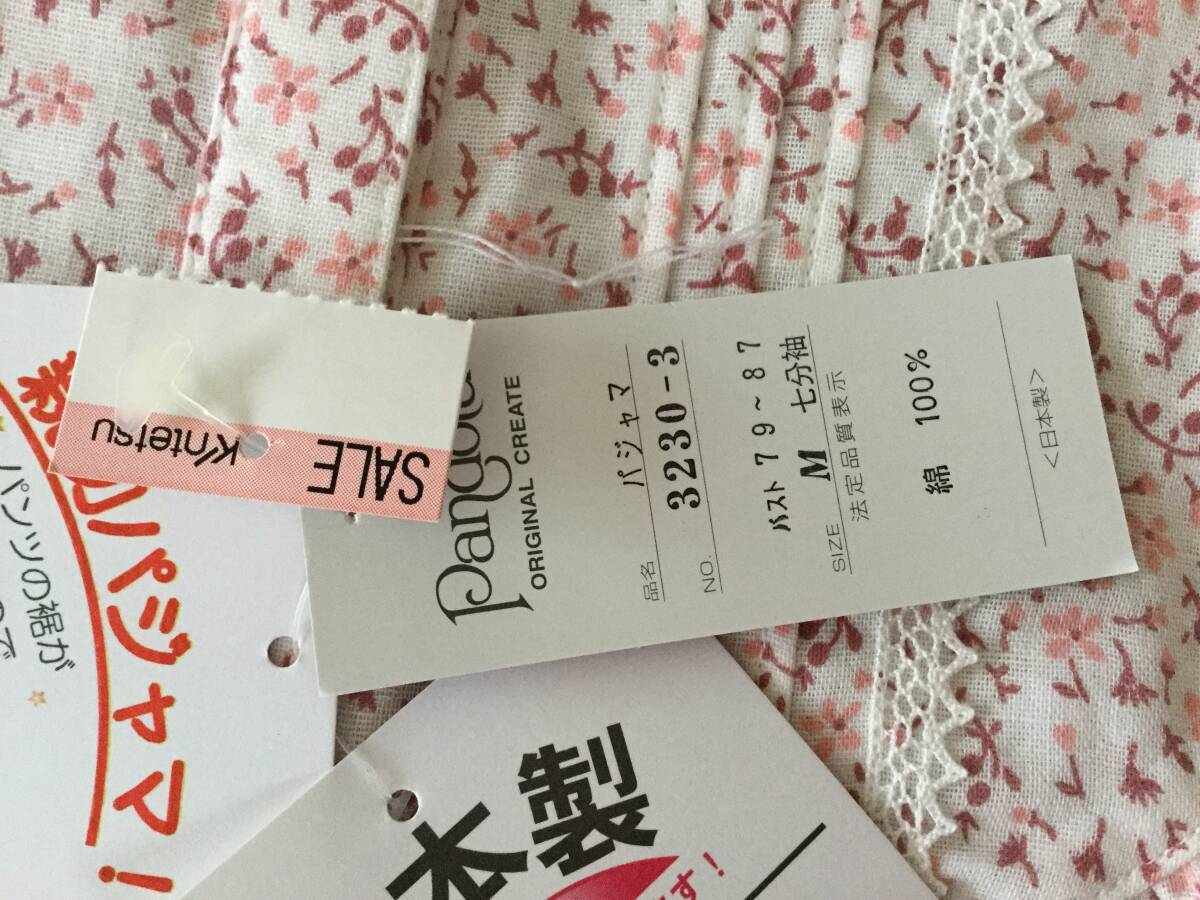 Kintetsu
SALE
ORIGINAL CREATE
品名 パジャマ
NO. 3230-3
バスト79~87
SIZE M 七分袖
法定品質表示
綿 100%
<日本製>
パジャマ!
パンツの裾が
本製
す!